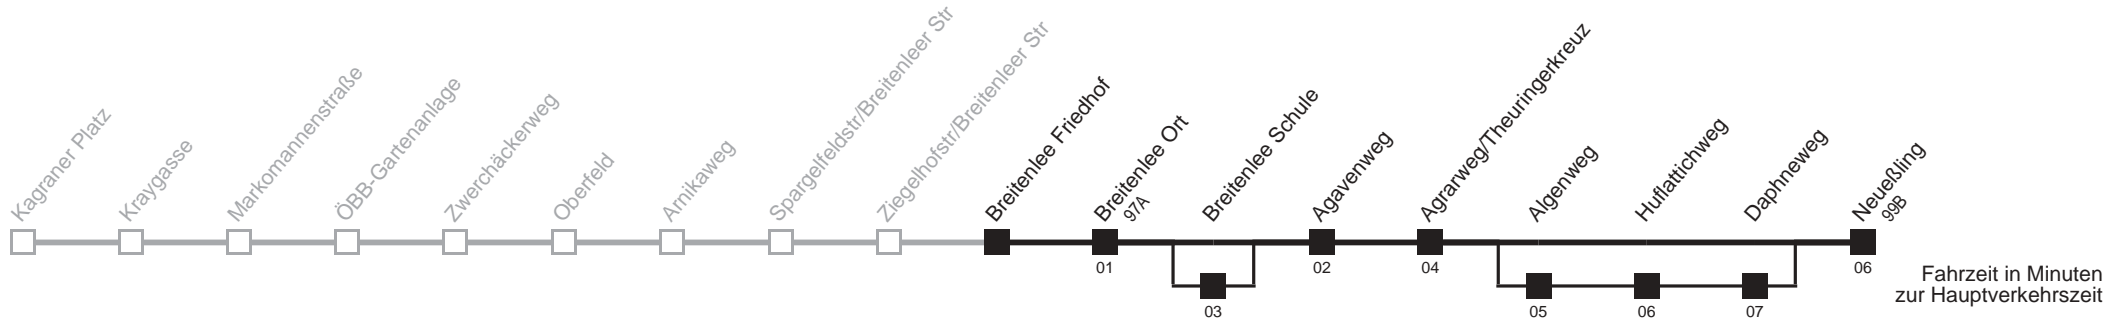 Kagraner Platz
Kraygasse
Markomannenstraße
ÖBB-Gartenanlage
Zwerchäckerweg
Oberfeld
Arnikaweg
Spargelfeldstr/Breitenleer Str
Ziegelhofstr/Breitenleer Str
Breitenlee Friedhof
Breitenlee Ort
97A
Breitenlee Schule
Agavenweg
Agrarweg/Theuringerkreuz
Algenweg
Huflattichweg
Daphneweg
Neueßling
99B
01
02
04
06
03
05
06
07
Fahrzeit in Minuten
zur Hauptverkehrszeit